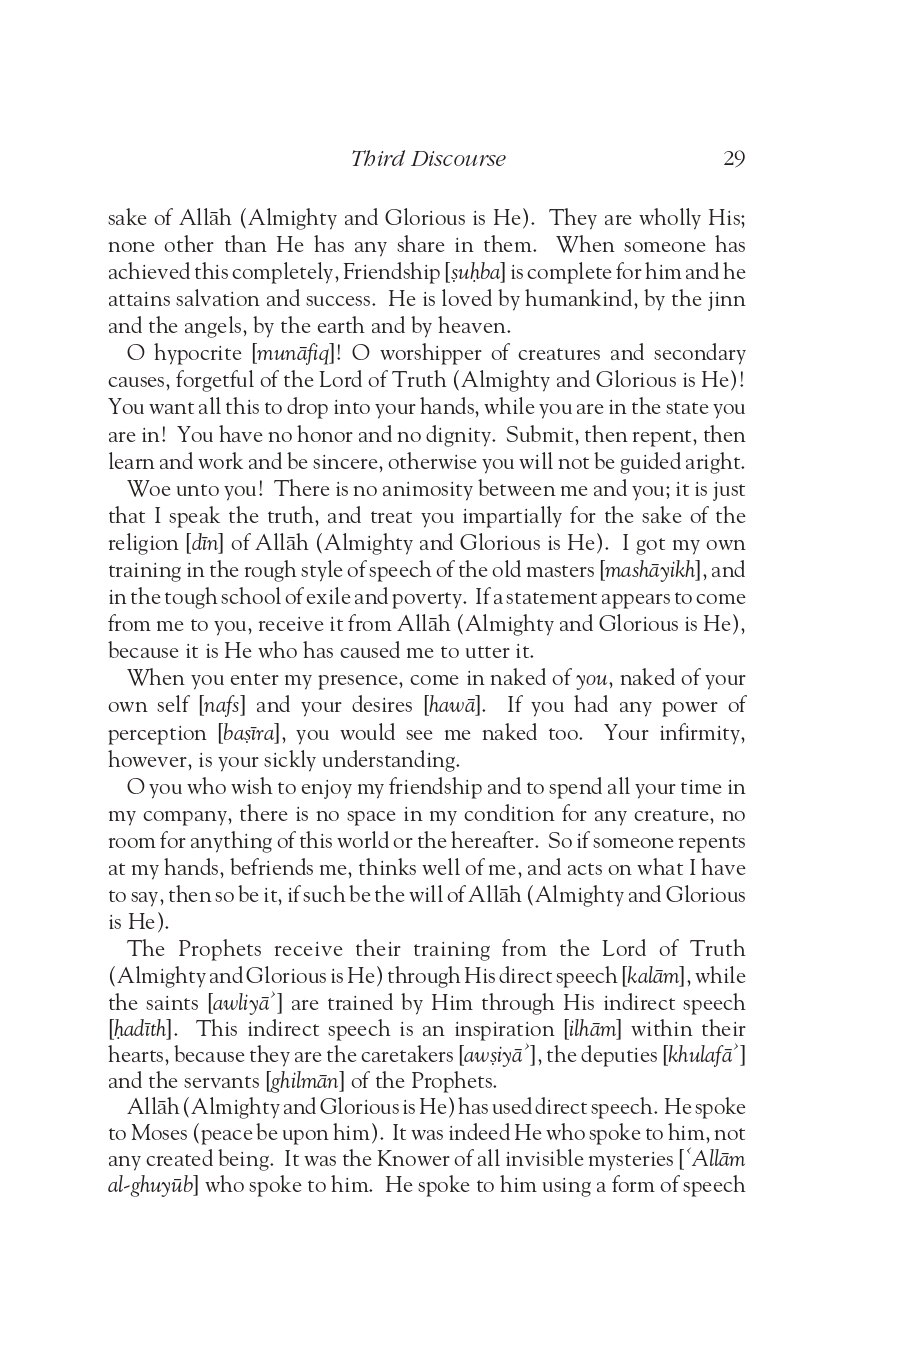 Third Discourse 29
sake of Allāh (Almighty and Glorious is He). They are wholly His;
none other than He has any share in them. When someone has
achieved this completely, Friendship [ṣuḥba] is complete for him and he
attains salvation and success. He is loved by humankind, by the jinn
and the angels, by the earth and by heaven.
O hypocrite [munāfiq]! O worshipper of creatures and secondary
causes, forgetful of the Lord of Truth (Almighty and Glorious is He)!
You want all this to drop into your hands, while you are in the state you
are in! You have no honor and no dignity. Submit, then repent, then
learn and work and be sincere, otherwise you will not be guided aright.
Woe unto you! There is no animosity between me and you; it is just
that I speak the truth, and treat you impartially for the sake of the
religion [dīn] of Allāh (Almighty and Glorious is He). I got my own
training in the rough style of speech of the old masters [mashāyikh], and
in the tough school of exile and poverty. If a statement appears to come
from me to you, receive it from Allāh (Almighty and Glorious is He),
because it is He who has caused me to utter it.
When you enter my presence, come in naked of you, naked of your
own self [nafs] and your desires [hawā]. If you had any power of
perception [baṣīra], you would see me naked too. Your infirmity,
however, is your sickly understanding.
O you who wish to enjoy my friendship and to spend all your time in
my company, there is no space in my condition for any creature, no
room for anything of this world or the hereafter. So if someone repents
at my hands, befriends me, thinks well of me, and acts on what I have
to say, then so be it, if such be the will of Allāh (Almighty and Glorious
is He).
The Prophets receive their training from the Lord of Truth
(Almighty and Glorious is He) through His direct speech [kalām], while
the saints [awliyāʾ] are trained by Him through His indirect speech
[ḥadīth]. This indirect speech is an inspiration [ilhām] within their
hearts, because they are the caretakers [awṣiyāʾ], the deputies [khulafāʾ]
and the servants [ghilmān] of the Prophets.
Allāh (Almighty and Glorious is He) has used direct speech. He spoke
to Moses (peace be upon him). It was indeed He who spoke to him, not
any created being. It was the Knower of all invisible mysteries [ʿAllām
al-ghuyūb] who spoke to him. He spoke to him using a form of speech